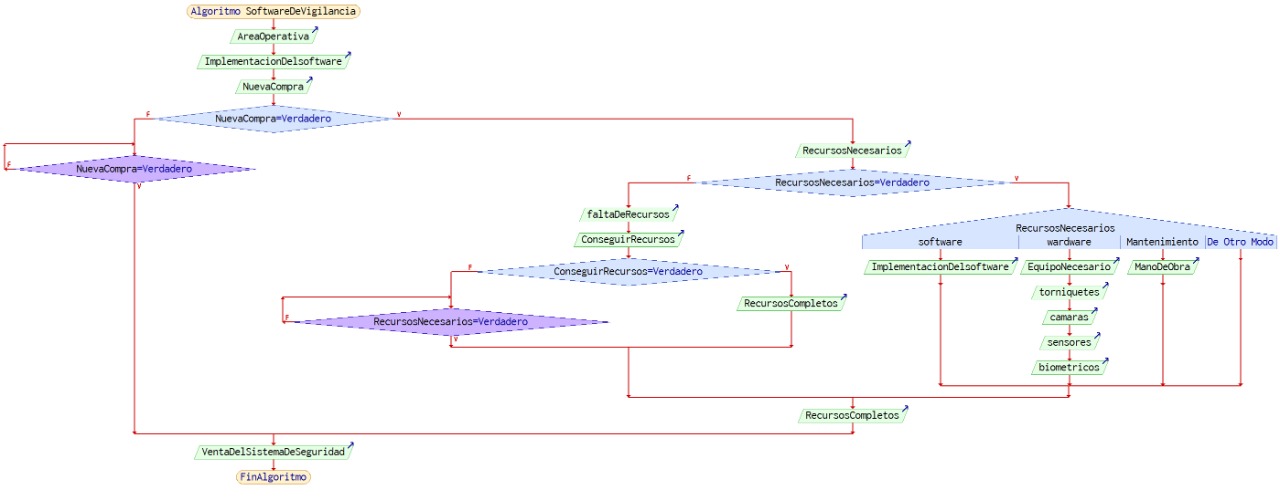 Algoritmo SoftwareDeVigilancia
AreaOperativa
ImplementacionDelsoftware
NuevaCompra
F
NuevaCompra=Verdadero
V
F
NuevaCompra=Verdadero
V
RecursosNecesarios
F
RecursosNecesarios=Verdadero
V
faltaDeRecursos
ConseguirRecursos
F
ConseguirRecursos=Verdadero
V
F
RecursosNecesarios=Verdadero
V
RecursosCompletos
RecursosNecesarios
software
wardware
Mantenimiento
De Otro Modo
ImplementacionDelsoftware
EquipoNecesario
ManoDeObra
torniquetes
camaras
sensores
biometricos
RecursosCompletos
VentaDelSistemaDeSeguridad
FinAlgoritmo